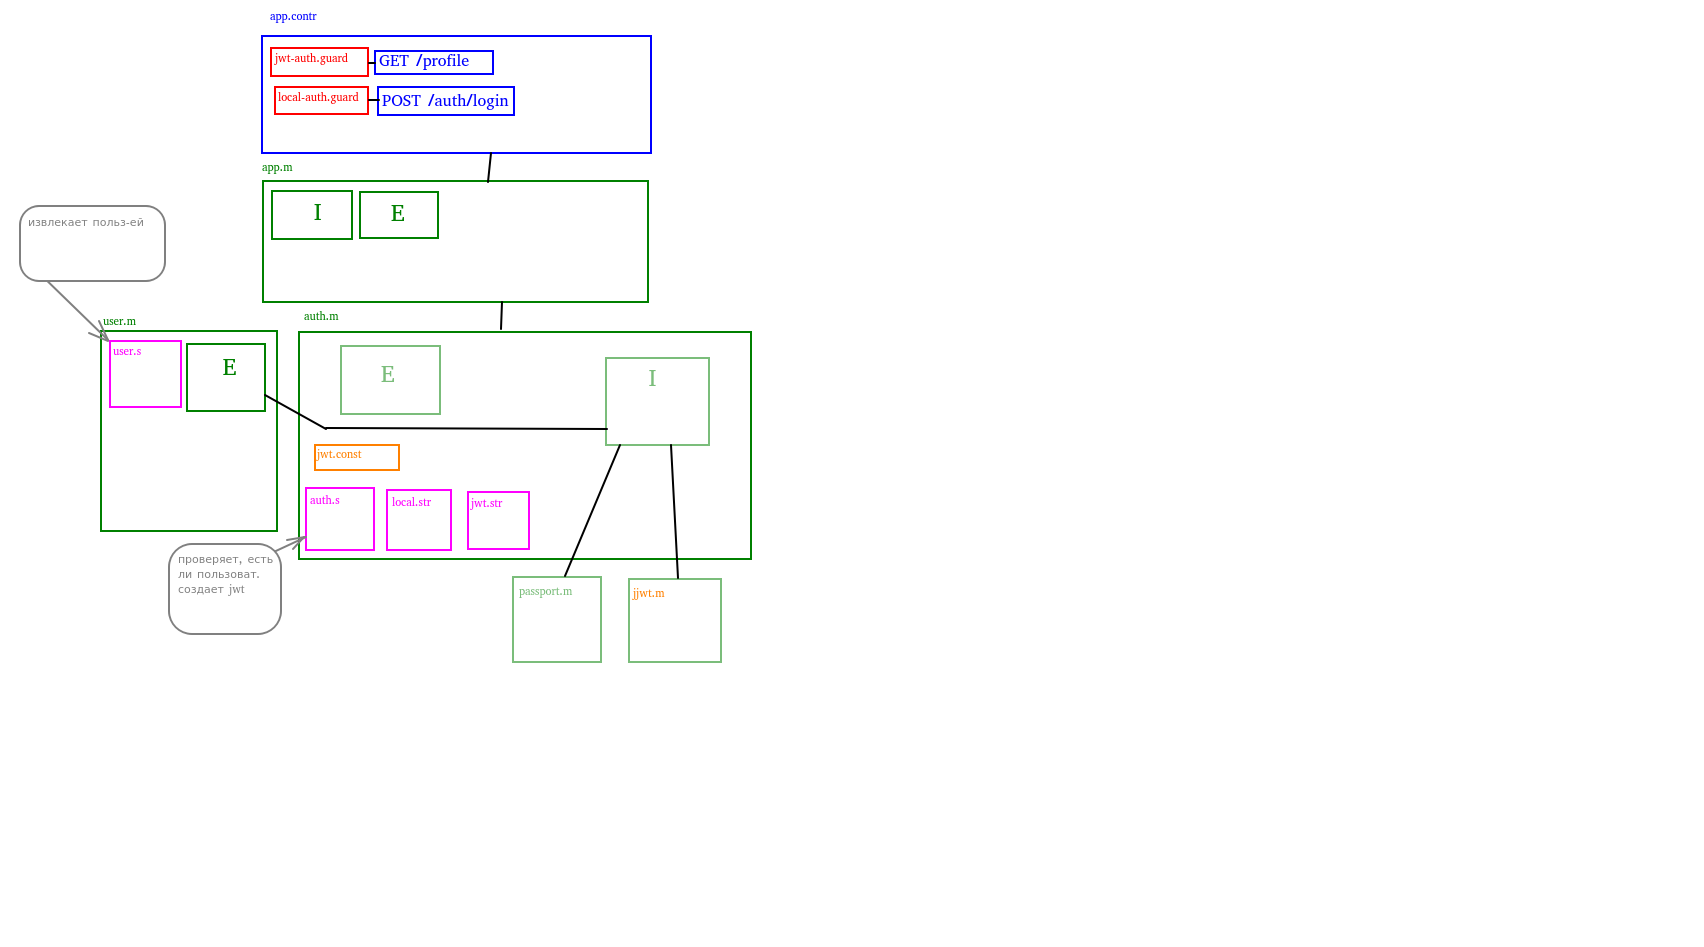 app.contr
jwt-auth.guard
GET /profile
local-auth.guard
POST /auth/login
app.m
I
E
извлекает польз-ей
user.m
auth.m
user.s
E
E
I
jwt.const
auth.s
local.str
jwt.str
проверяет, есть
ли пользоват.
создает jwt
passport.m
jjwt.m